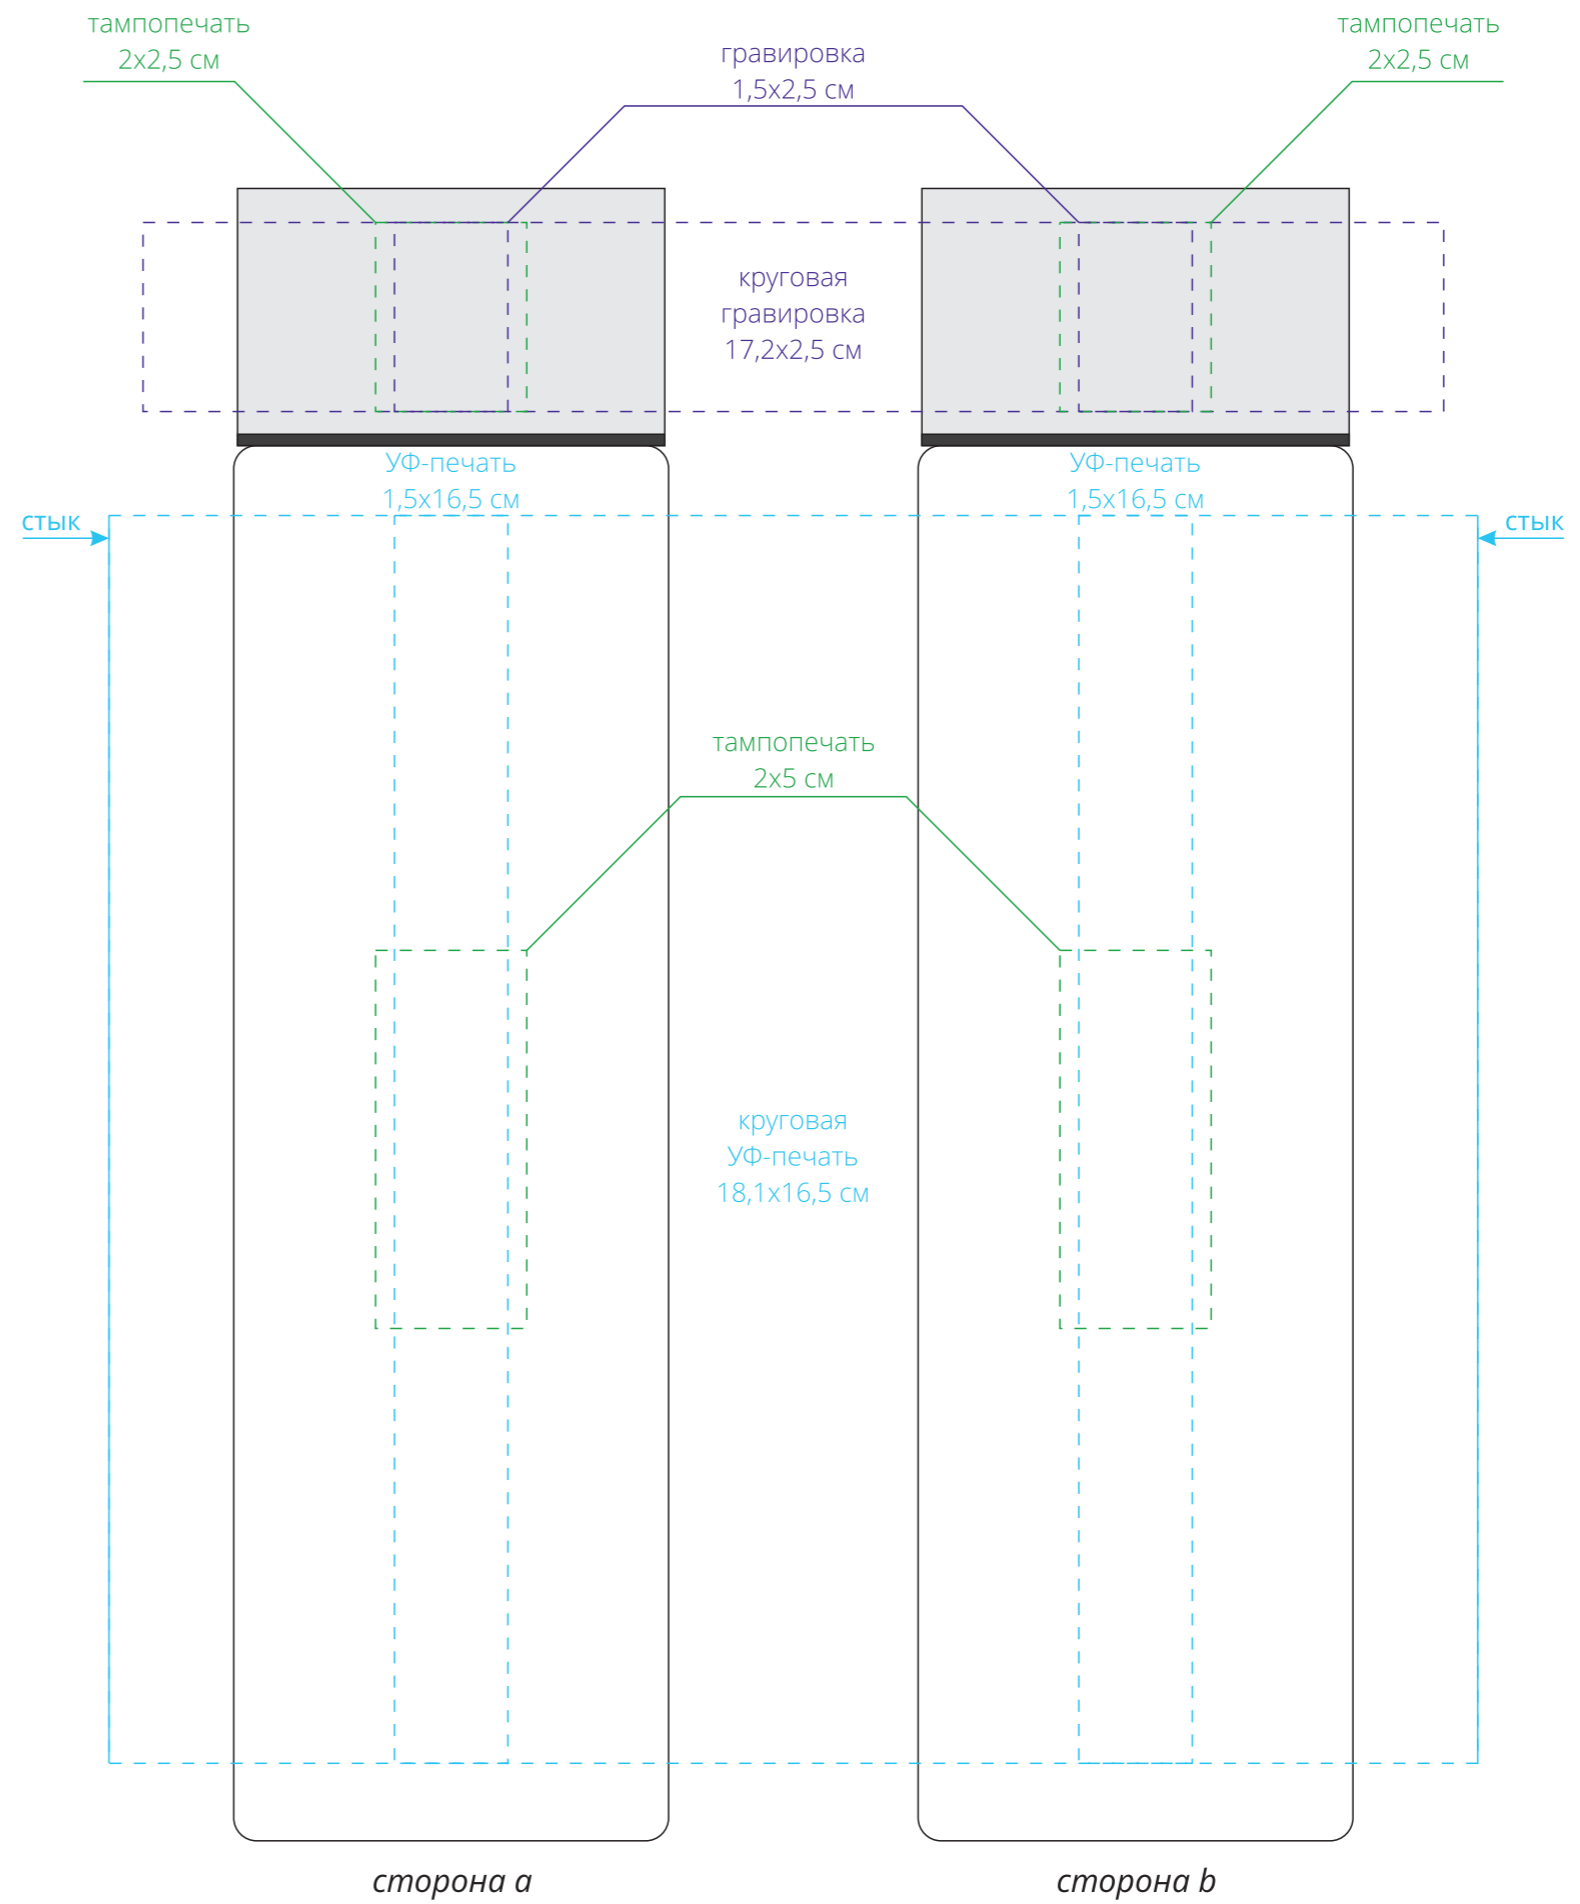 тампопечать
2х2,5 см
гравировка
1,5х2,5 см
тампопечать
2х2,5 см
круговая
гравировка
17,2х2,5 см
УФ-печать
1,5х16,5 см
УФ-печать
1,5х16,5 см
стык
стык
тампопечать
2х5 см
круговая
УФ-печать
18,1х16,5 см
сторона a
сторона b